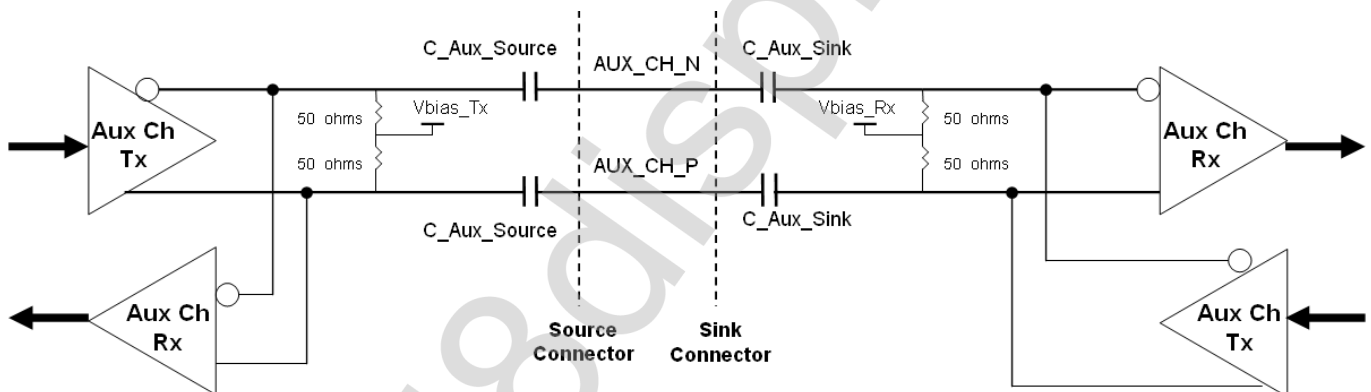 C_Aux_Source
AUX_CH_N
C_Aux_Sink
Aux Ch
Tx
50 ohms
Vbias_Tx
50 ohms
Vbias_Rx
50 ohms
50 ohms
Aux Ch
Rx
AUX_CH_P
C_Aux_Source
C_Aux_Sink
Aux Ch
Rx
Source
Connector
Sink
Connector
Aux Ch
Tx
8disp